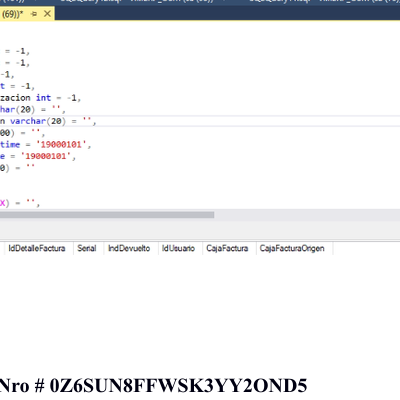 (69))*
= -1,
= -1,
-1,
t = -1,
zacion int = -1,
har(20) = '',
n varchar(20) = '',
00) = '',
time = '19000101',
e = '19000101',
0) = ''
X) = '',
IdDetalleFactura Serial IndDevuelto IdUsuario CajaFactura CajaFacturaOrigen
Nro # 0Z6SUN8FFWSK3YY2OND5